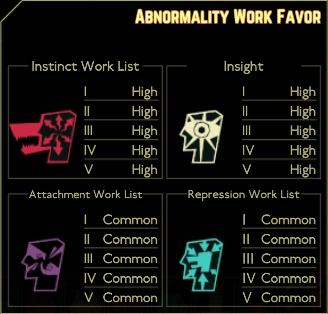 Abnormality Work Favor
Instinct Work List
I High
II High
III High
IV High
V High
Insight
I High
II High
III High
IV High
V High
Attachment Work List
I Common
II Common
III Common
IV Common
V Common
Repression Work List
I Common
II Common
III Common
IV Common
V Common